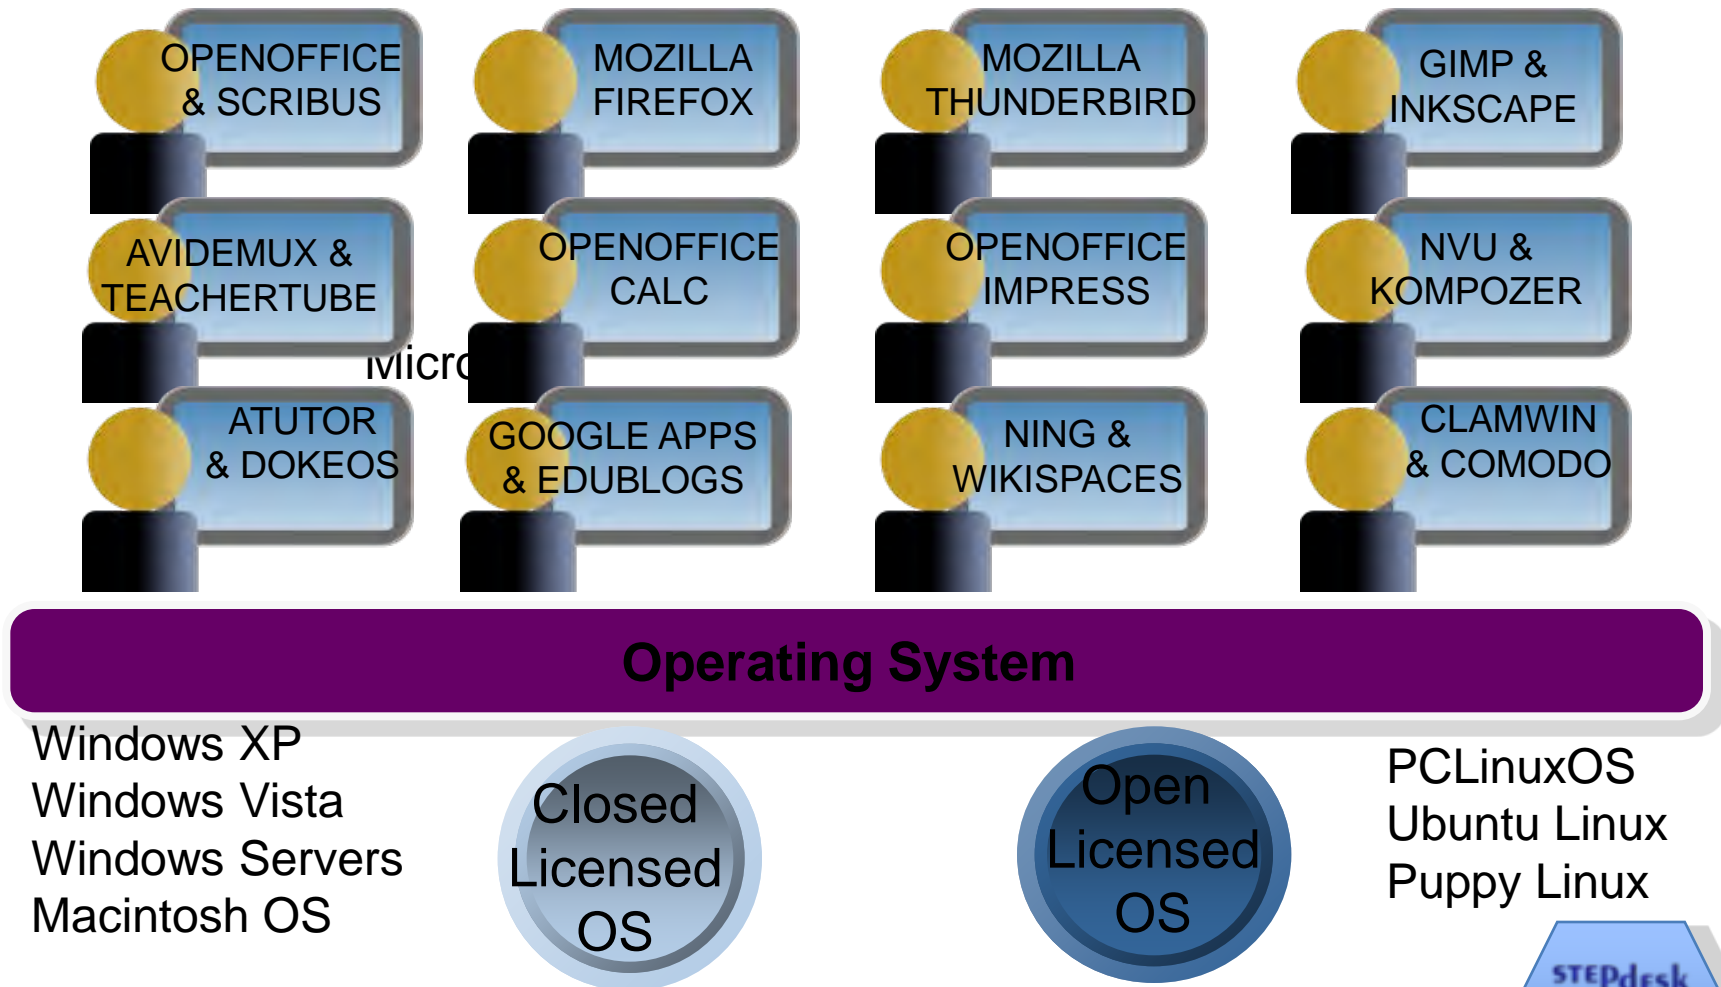 OPENOFFICE
& SCRIBUS
MOZILLA
FIREFOX
MOZILLA
THUNDERBIRD
GIMP &
INKSCAPE
AVIDEMUX &
TEACHERTUBE
OPENOFFICE
CALC
OPENOFFICE
IMPRESS
NVU &
KOMPOZER
ATUTOR
& DOKEOS
GOOGLE APPS
& EDUBLOGS
NING &
WIKISPACES
CLAMWIN
& COMODO
Operating System
Windows XP
Windows Vista
Windows Servers
Macintosh OS
Closed
Licensed
OS
Open
Licensed
OS
PCLinuxOS
Ubuntu Linux
Puppy Linux
STEPdesk